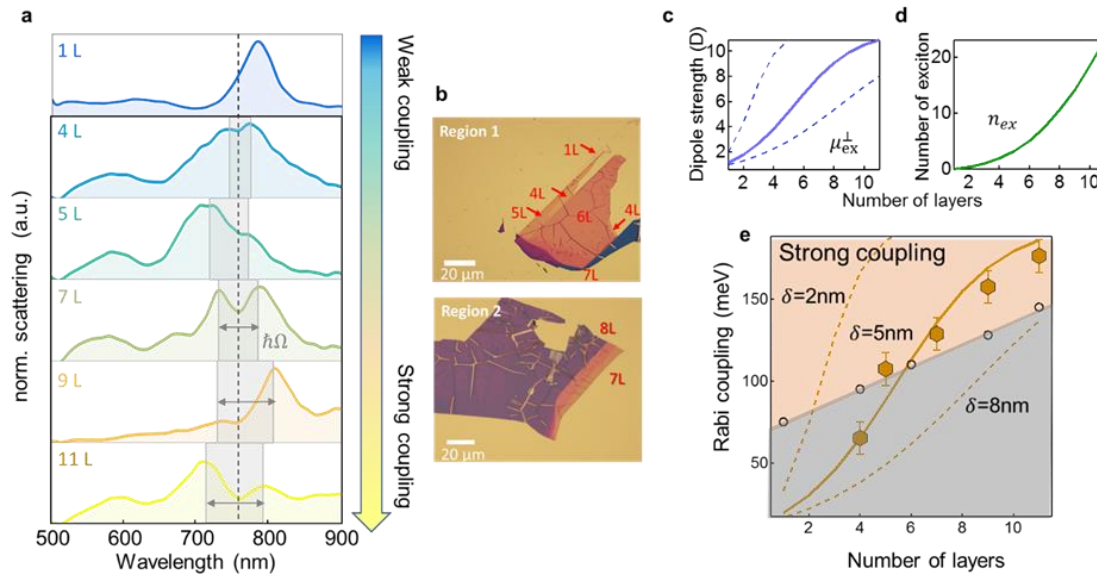 a
1 L
4 L
5 L
7 L
ℏΩ
9 L
11 L
norm. scattering (a.u.)
500 600 700 800 900
Wavelength (nm)
Weak coupling
Strong coupling
b
Region 1
1L
4L
5L
6L
4L
7L
20 µm
Region 2
8L
7L
20 µm
c
Dipole strength (D)
10
8
6
4
2
μ⊥ex
2 4 6 8 10
d
Number of exciton
20
10
0
nex
2 4 6 8 10
Number of layers
e
Strong coupling
δ=2nm
δ=5nm
δ=8nm
Rabi coupling (meV)
150
100
50
2 4 6 8 10
Number of layers